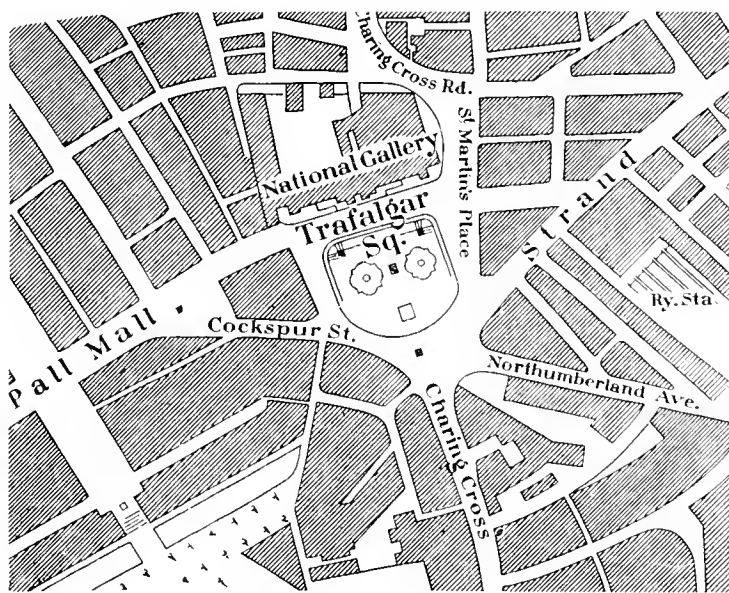 Charing Cross Rd.
St. Martin's Place
National Gallery
Trafalgar
Sq.
Strand
Ry. Sta.
Pall Mall
Cockspur St.
Northumberland Ave.
Charing Cross